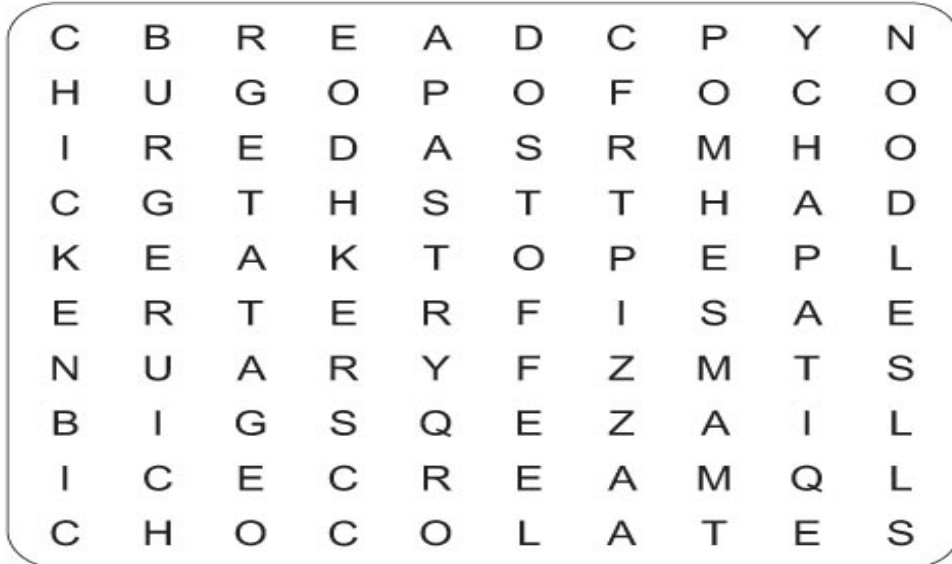 C B R E A D C P Y N
H U G O P O F O C O
I R E D A S R M H O
C G T H S T T H A D
K E A K T O P E P L
E R T E R F I S A E
N U A R Y F Z M T S
B I G S Q E Z A I L
I C E C R E A M Q L
C H O C O L A T E S